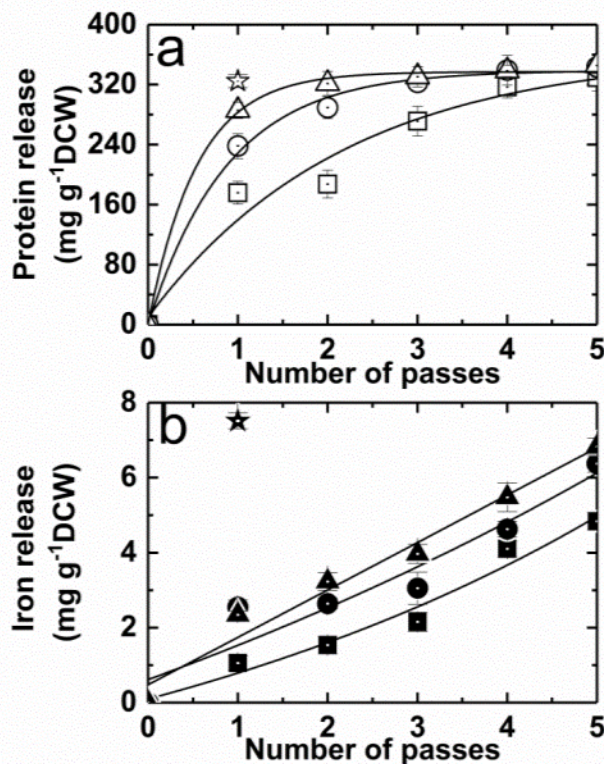 a
400
320
240
160
80
0
Protein release
(mg g⁻¹DCW)
0 1 2 3 4 5
Number of passes
b
8
6
4
2
0
Iron release
(mg g⁻¹DCW)
0 1 2 3 4 5
Number of passes